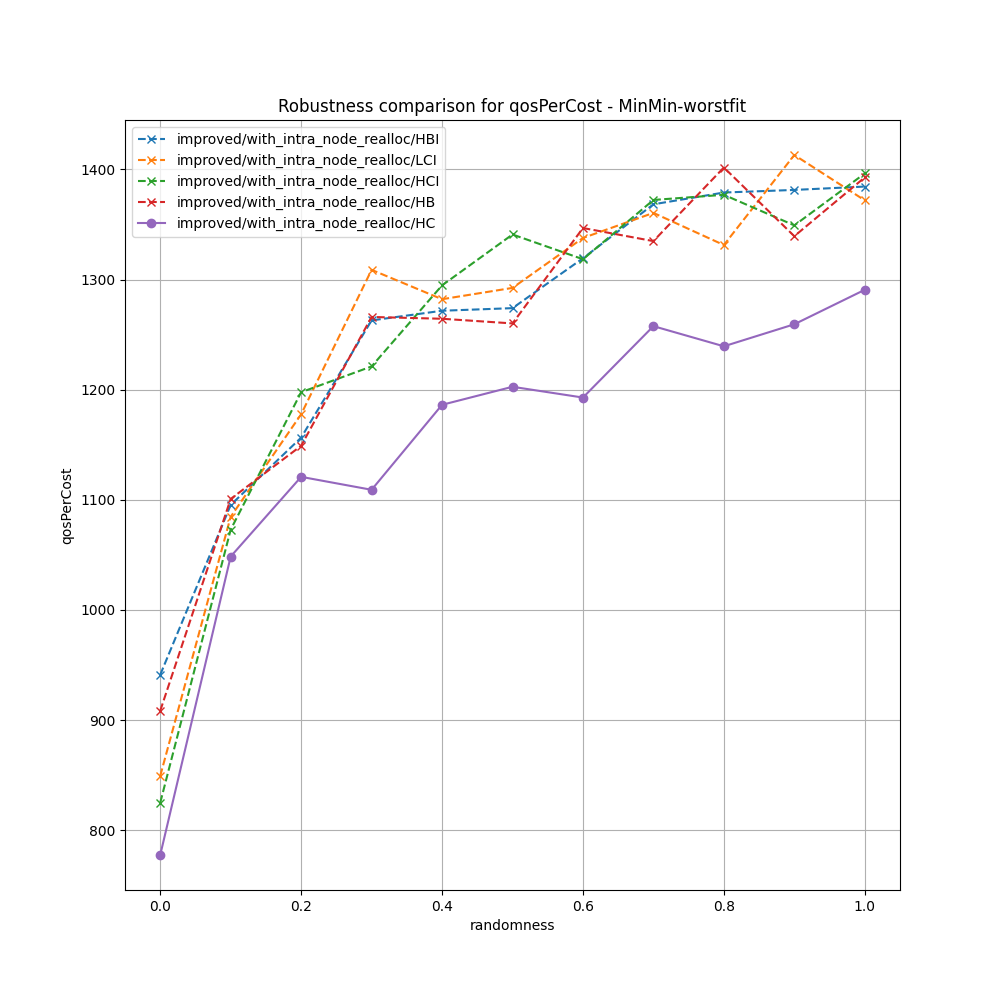 Robustness comparison for qosPerCost - MinMin-worstfit
improved/with_intra_node_realloc/HBI
improved/with_intra_node_realloc/LCI
improved/with_intra_node_realloc/HCI
improved/with_intra_node_realloc/HB
improved/with_intra_node_realloc/HC
1400
1300
1200
1100
1000
900
800
qosPerCost
0.0 0.2 0.4 0.6 0.8 1.0
randomness